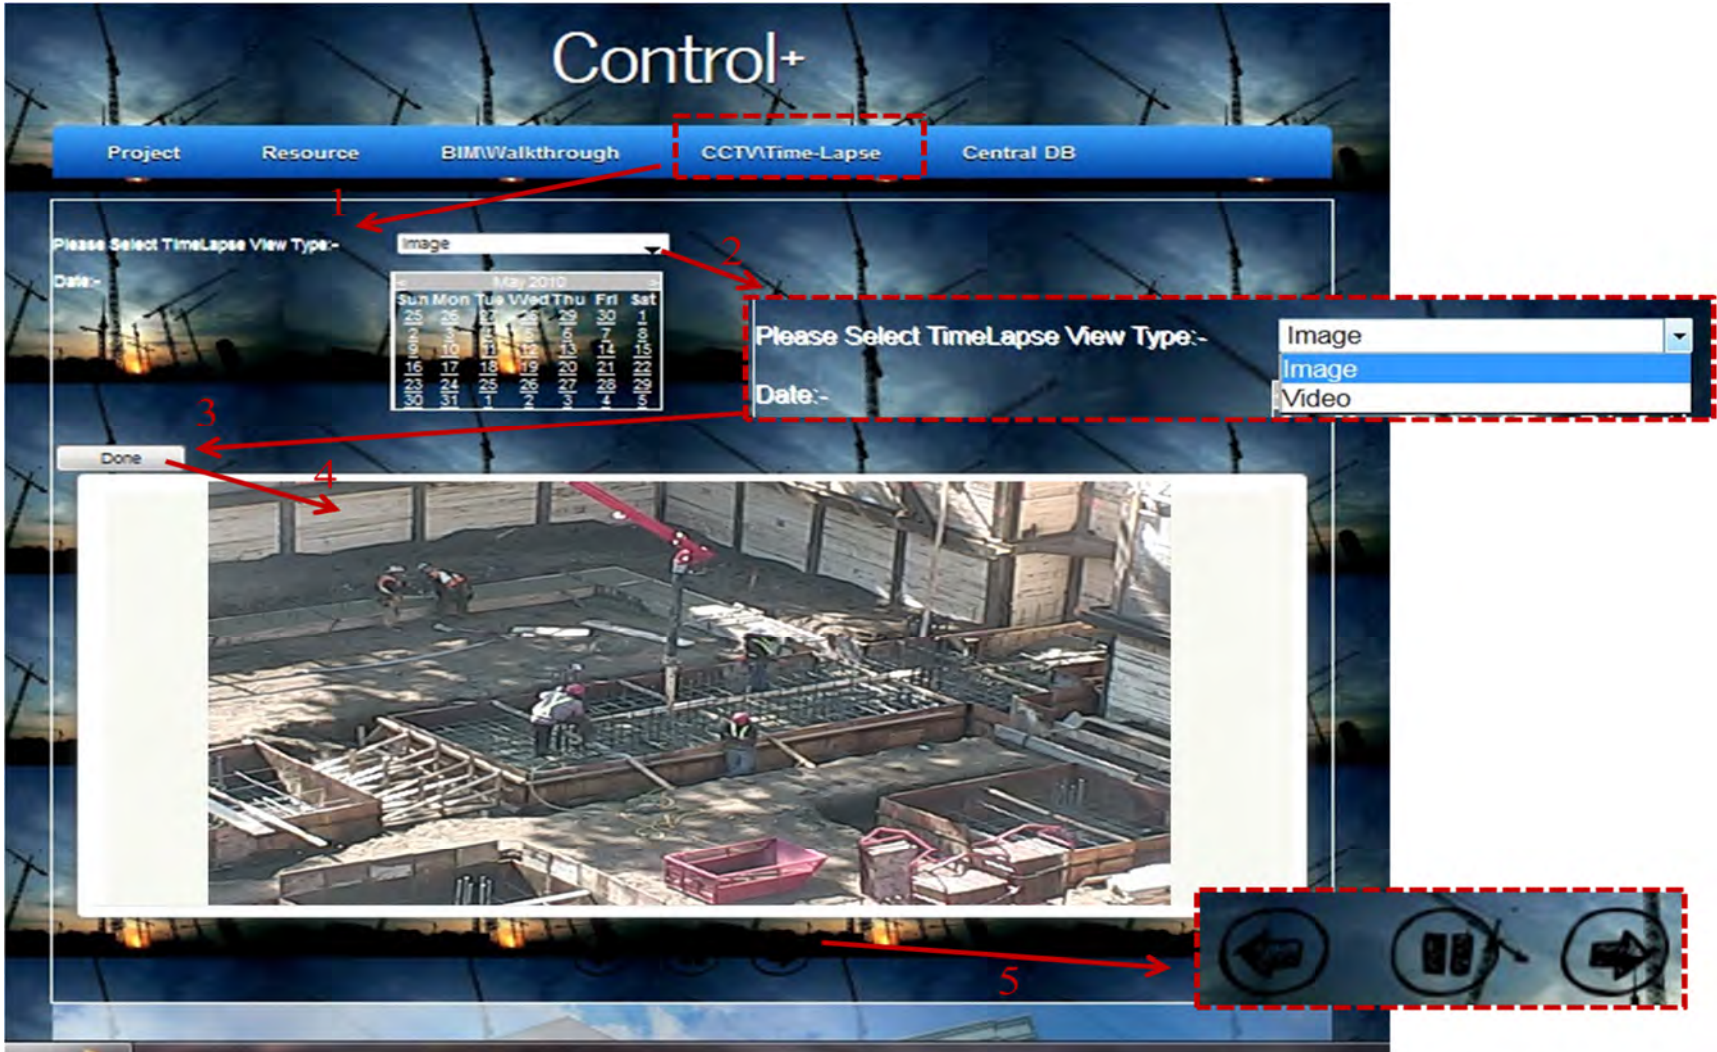 Control+
Project Resource BIM\Walkthrough CCTV\Time-Lapse Central DB
1
Please Select TimeLapse View Type:- Image
2
Date:-
< May 2010 >
Sun Mon Tue Wed Thu Fri Sat
25 26 27 28 29 30 1
2 3 4 5 6 7 8
9 10 11 12 13 14 15
16 17 18 19 20 21 22
23 24 25 26 27 28 29
30 31 1 2 3 4 5
Please Select TimeLapse View Type:- Image
Image
Date:- Video
3
Done
4
5